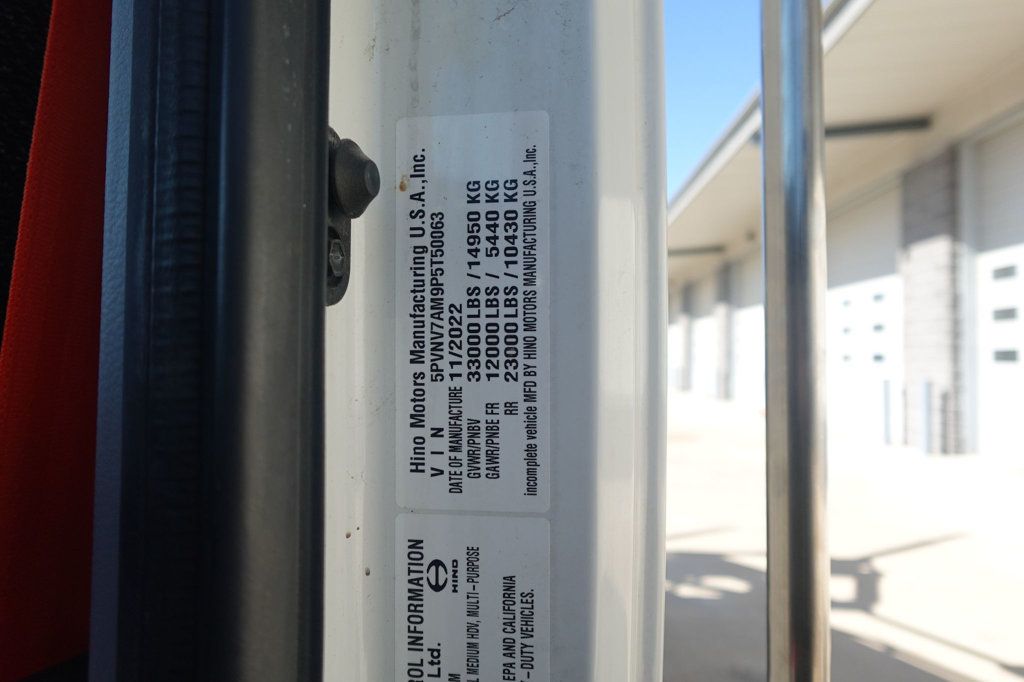 Hino Motors Manufacturing U.S.A.,Inc.
V I N 5PVNV7AM9P5T50063
DATE OF MANUFACTURE 11/2022
GVWR/PNBV 33000 LBS / 14950 KG
GAWR/PNBE FR 12000 LBS / 5440 KG
RR 23000 LBS / 10430 KG
incomplete vehicle MFD BY HINO MOTORS MANUFACTURING U.S.A.,Inc.
ROL INFORMATION
Ltd.
HINO
OM
L MEDIUM HDV, MULTI-PURPOSE
EPA AND CALIFORNIA
-DUTY VEHICLES.